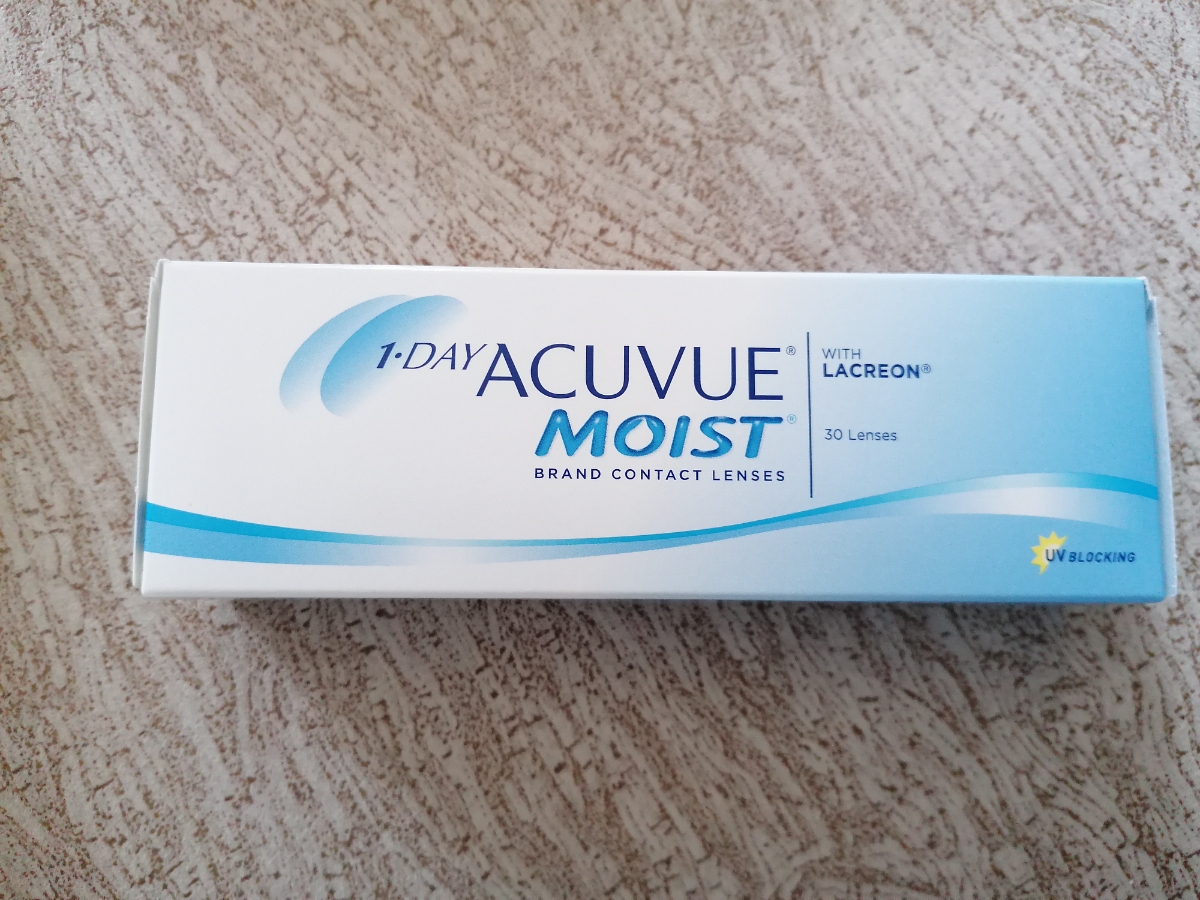 1·DAY ACUVUE®
MOIST®
BRAND CONTACT LENSES
WITH
LACREON®
30 Lenses
UV BLOCKING